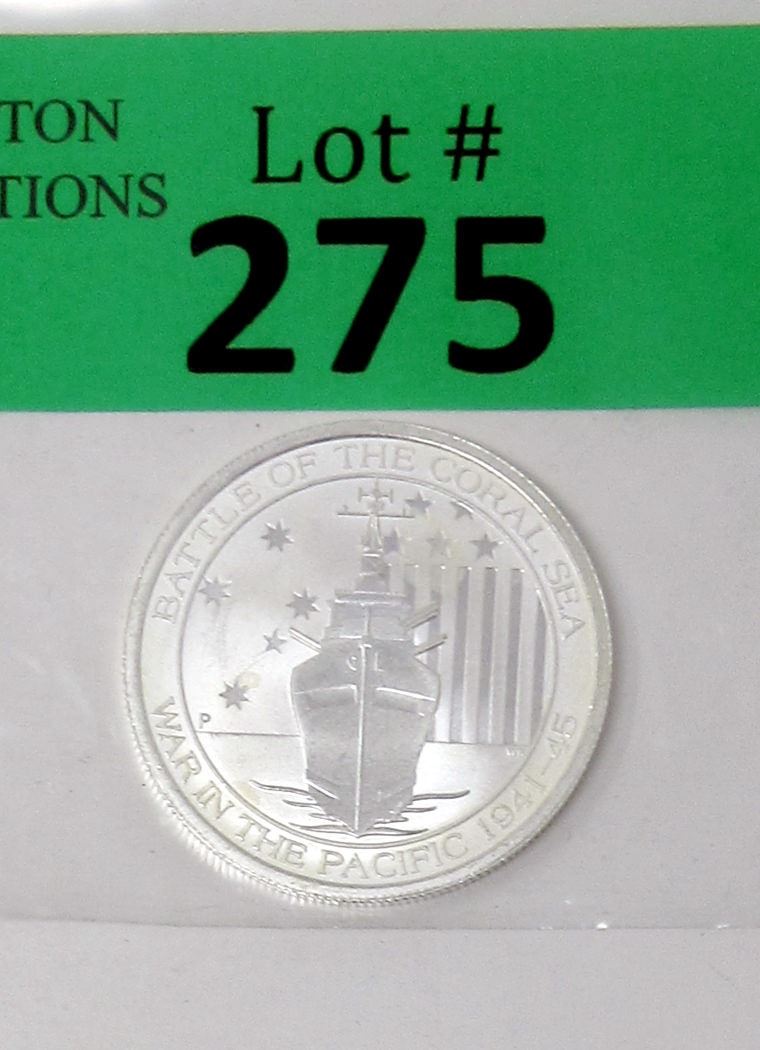 TON
TIONS
Lot #
275
BATTLE OF THE CORAL SEA
P
WAR IN THE PACIFIC 1941-45